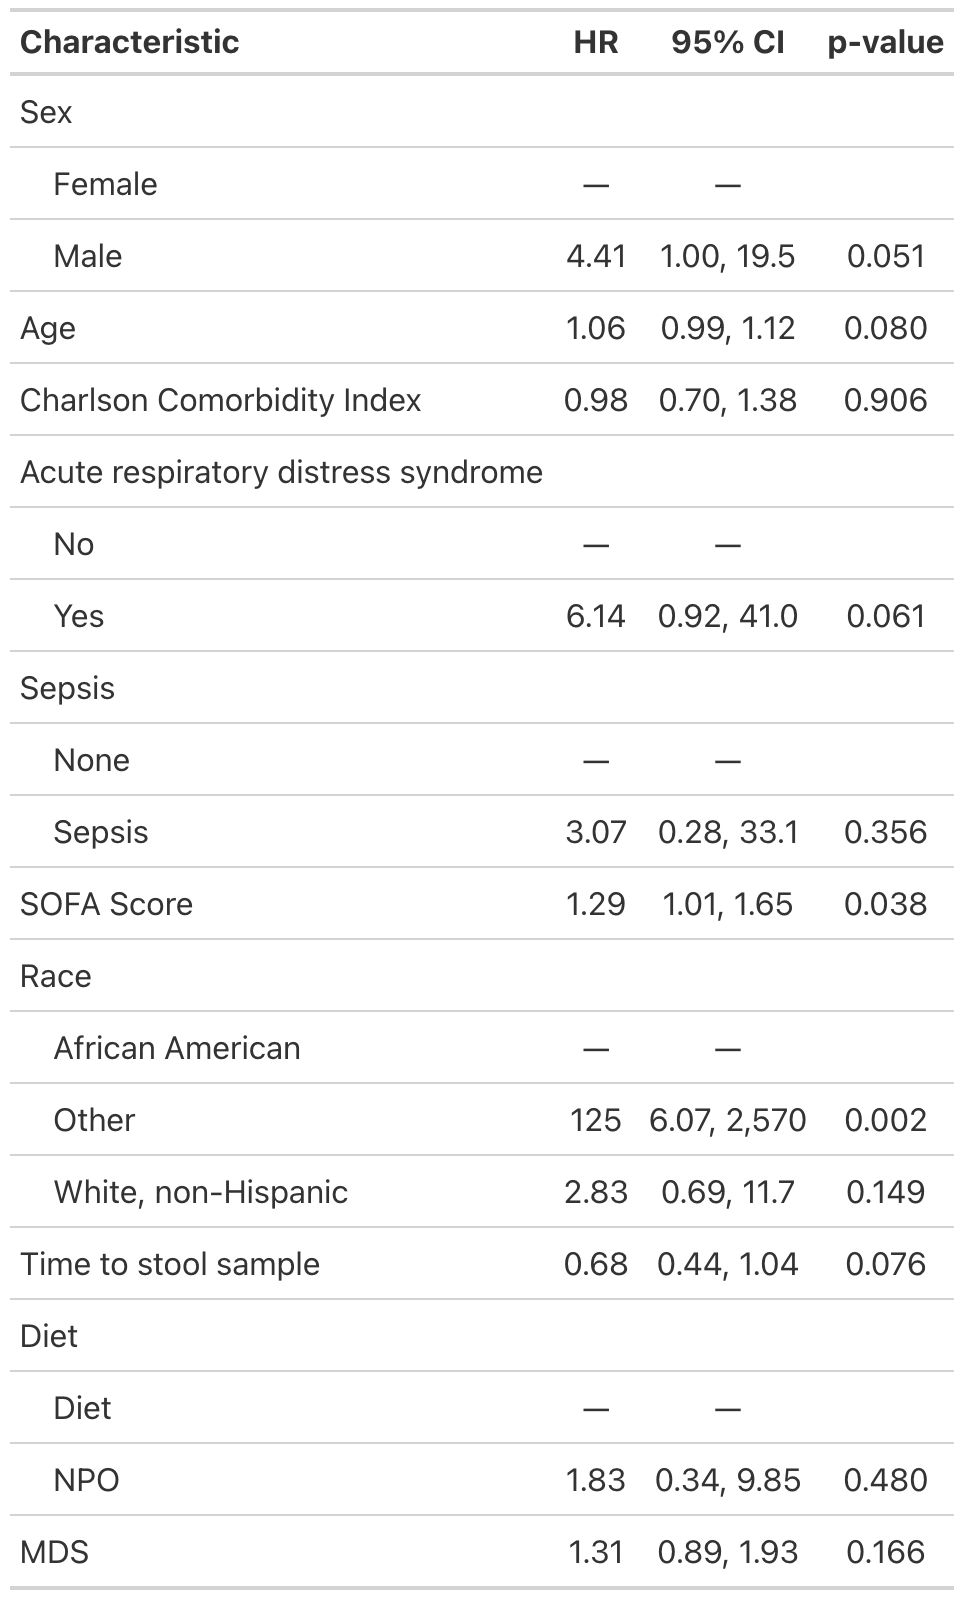 Characteristic HR 95% CI p-value
Sex
Female — —
Male 4.41 1.00, 19.5 0.051
Age 1.06 0.99, 1.12 0.080
Charlson Comorbidity Index 0.98 0.70, 1.38 0.906
Acute respiratory distress syndrome
No — —
Yes 6.14 0.92, 41.0 0.061
Sepsis
None — —
Sepsis 3.07 0.28, 33.1 0.356
SOFA Score 1.29 1.01, 1.65 0.038
Race
African American — —
Other 125 6.07, 2,570 0.002
White, non-Hispanic 2.83 0.69, 11.7 0.149
Time to stool sample 0.68 0.44, 1.04 0.076
Diet
Diet — —
NPO 1.83 0.34, 9.85 0.480
MDS 1.31 0.89, 1.93 0.166